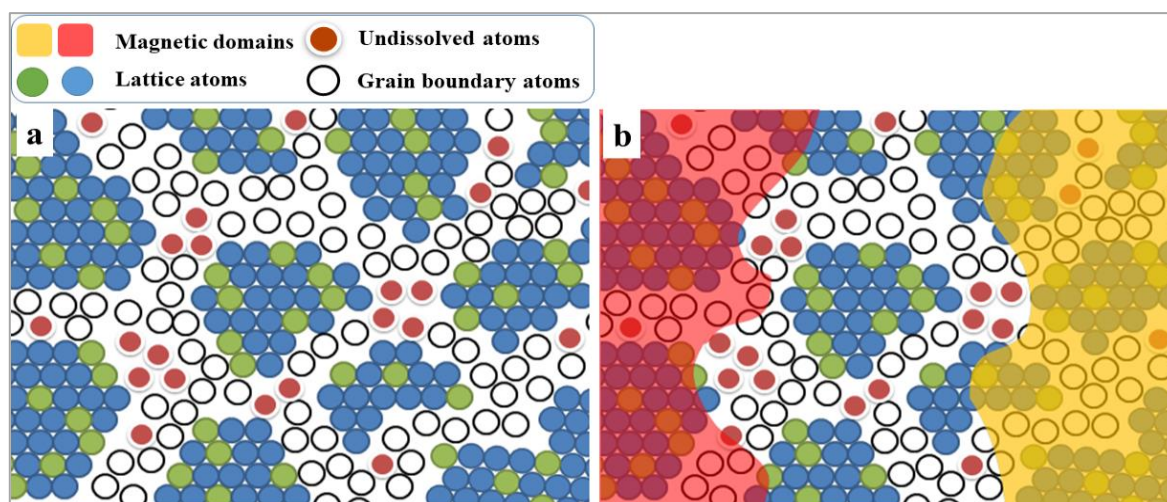 Magnetic domains
Undissolved atoms
Lattice atoms
Grain boundary atoms
a
b